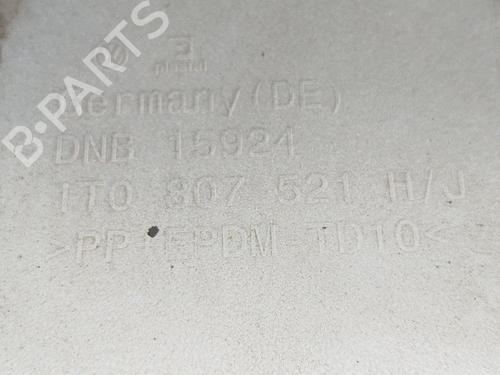 B-PARTS
Germany(DE)
DNB 15924
1T0 807 521 H/J
>PP+EPDM-TD10<